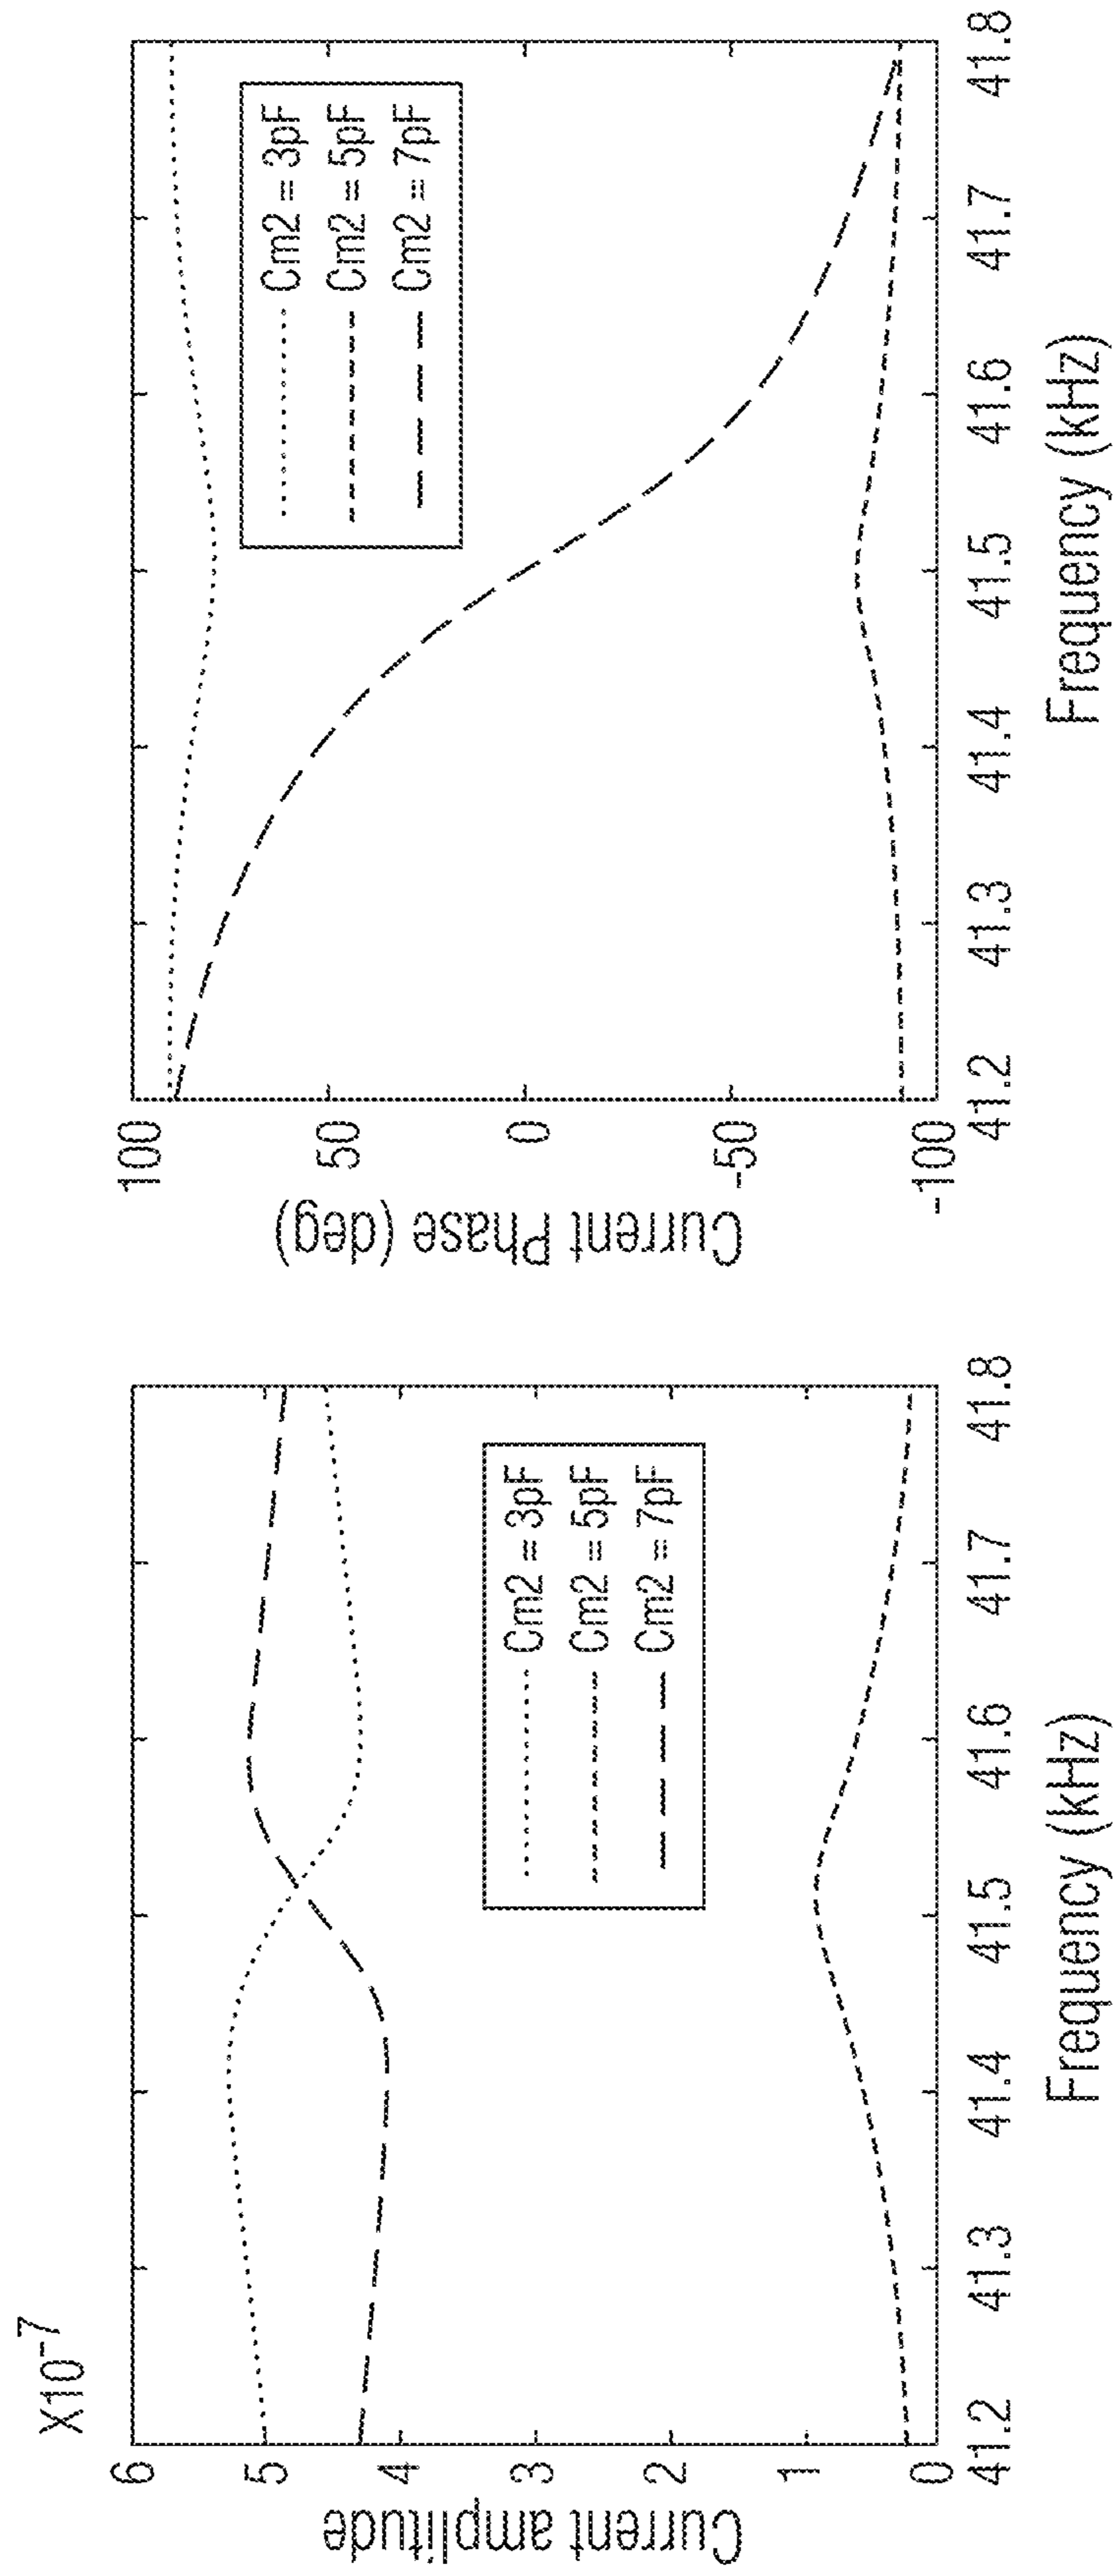 X10⁻⁷
Current amplitude
6
5
4
3
2
1
0
Cm2 = 3pF
Cm2 = 5pF
Cm2 = 7pF
41.2 41.3 41.4 41.5 41.6 41.7 41.8
Frequency (kHz)
Current Phase (deg)
100
50
0
-50
-100
Cm2 = 3pF
Cm2 = 5pF
Cm2 = 7pF
41.2 41.3 41.4 41.5 41.6 41.7 41.8
Frequency (kHz)